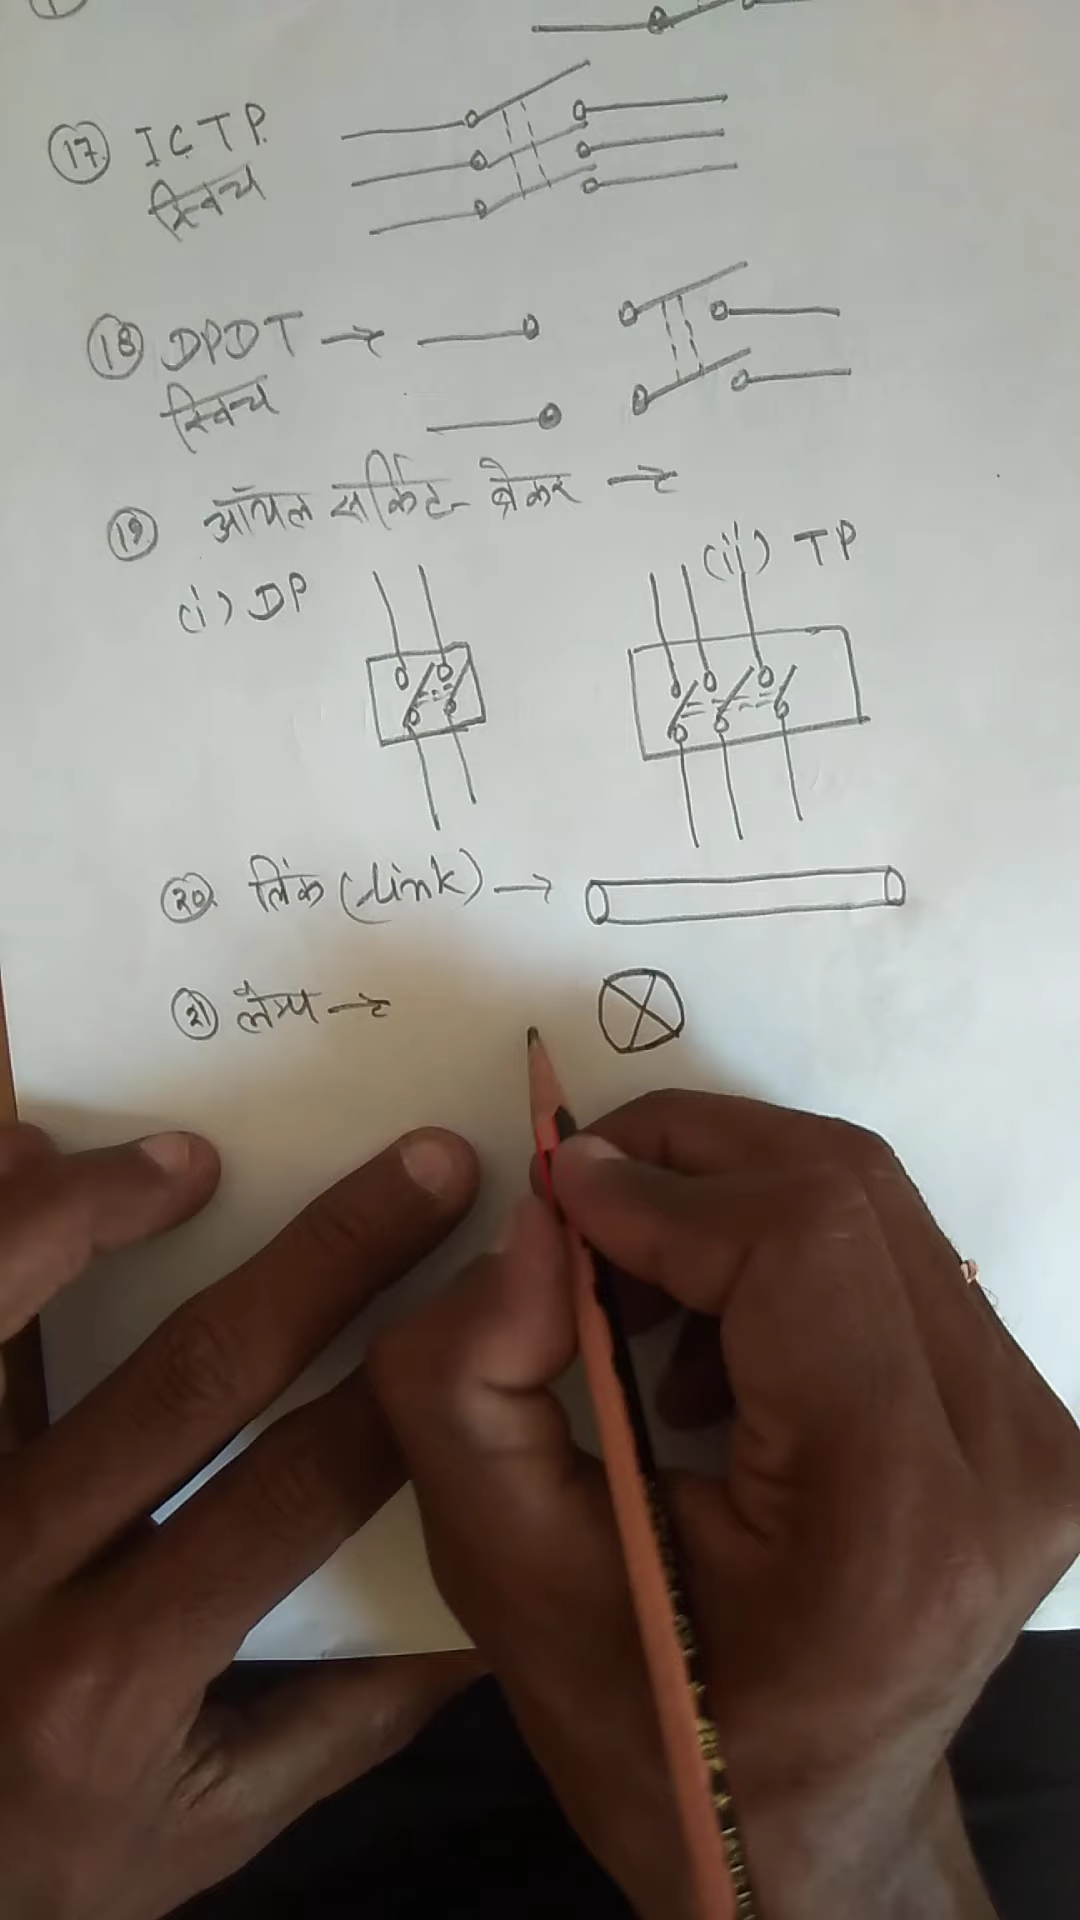 17 ICTP
स्विच
18 DPDT →
स्विच
19 ऑयल सर्किट ब्रेकर →
(i) DP
(ii) TP
20 लिंक (Link) →
21 लैम्प →